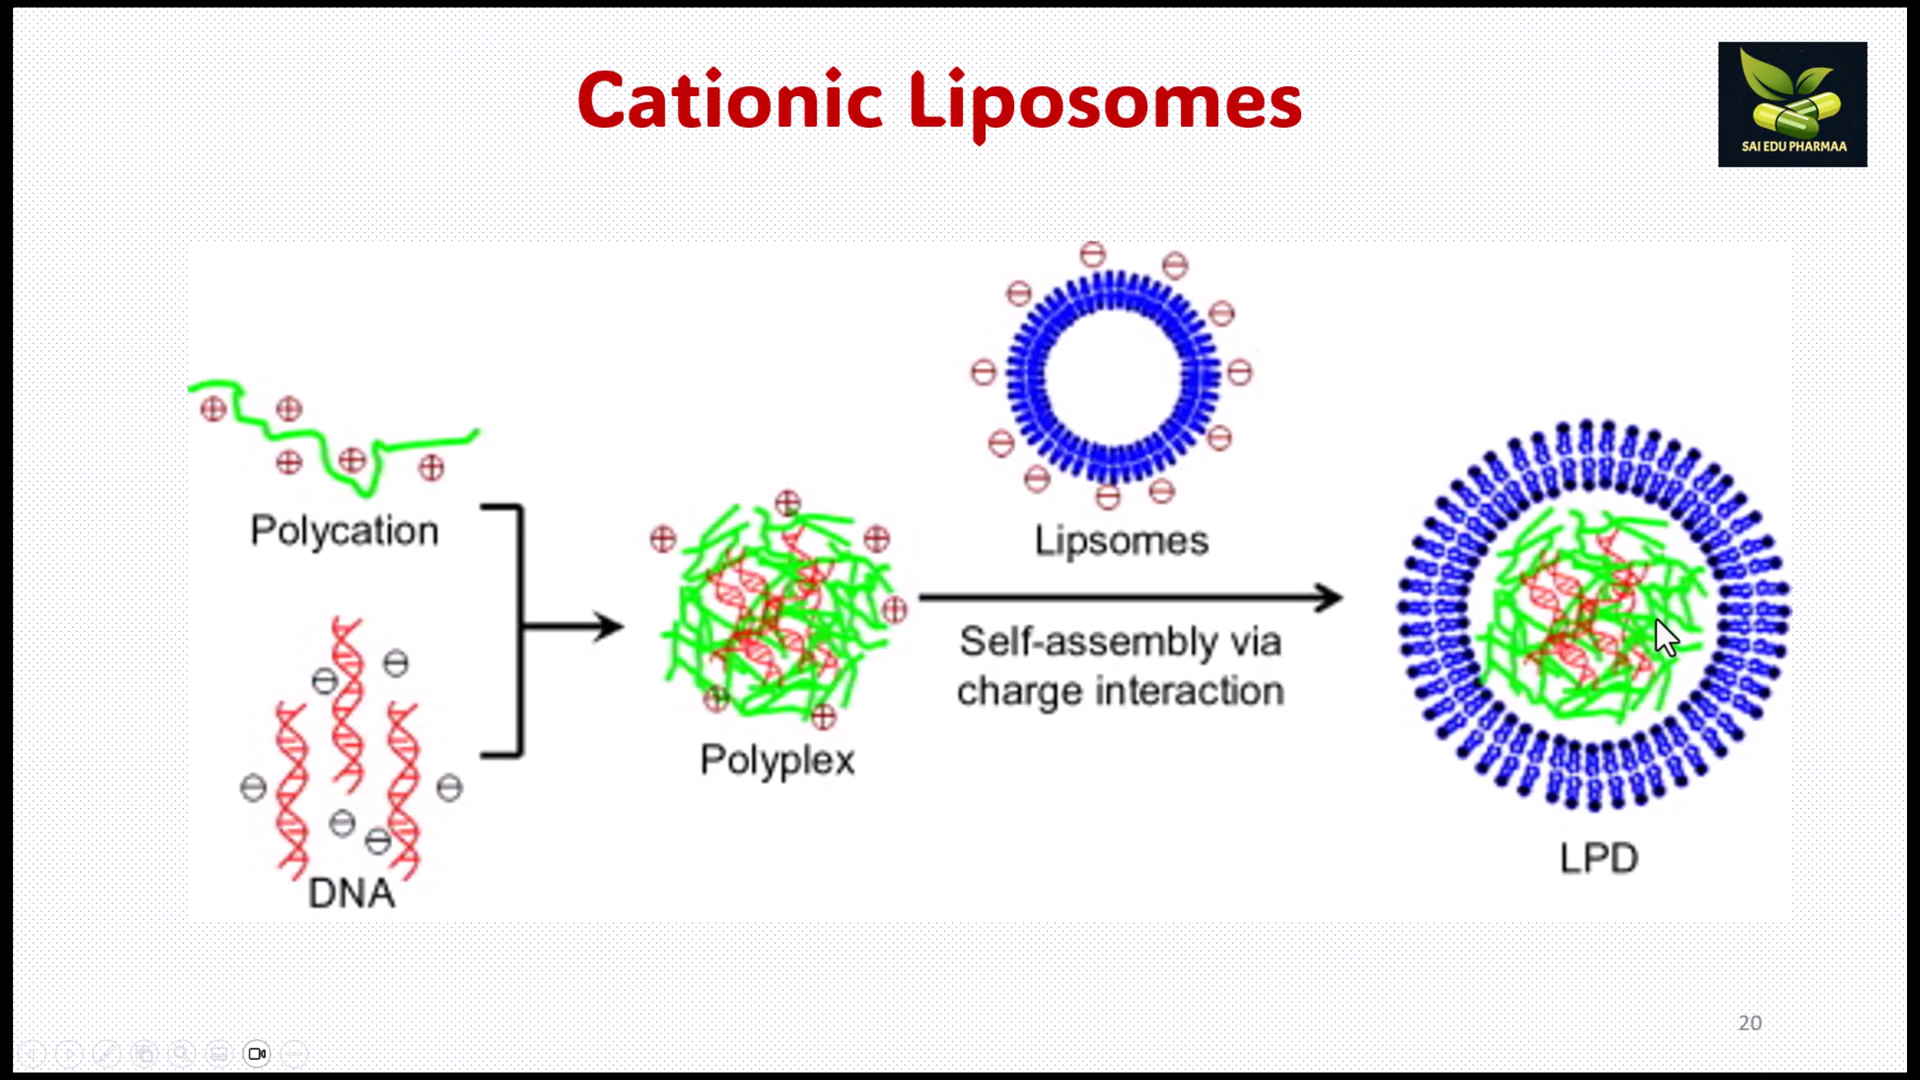 Cationic Liposomes
SAI EDU PHARMAA
Polycation
DNA
Polyplex
Lipsomes
Self-assembly via
charge interaction
LPD
20